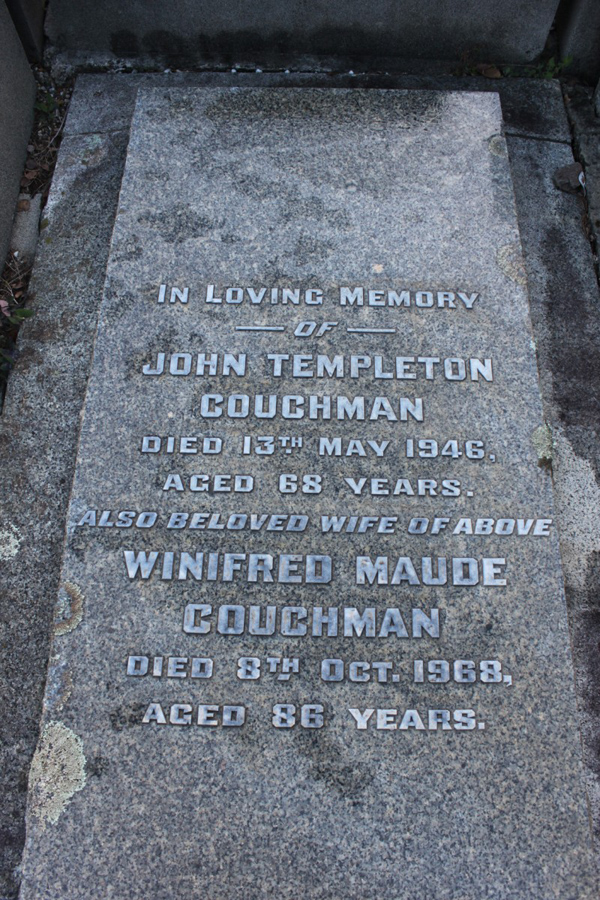 IN LOVING MEMORY
OF
JOHN TEMPLETON
COUCHMAN
DIED 13TH MAY 1946,
AGED 68 YEARS.
ALSO BELOVED WIFE OF ABOVE
WINIFRED MAUDE
COUCHMAN
DIED 8TH OCT. 1968,
AGED 86 YEARS.